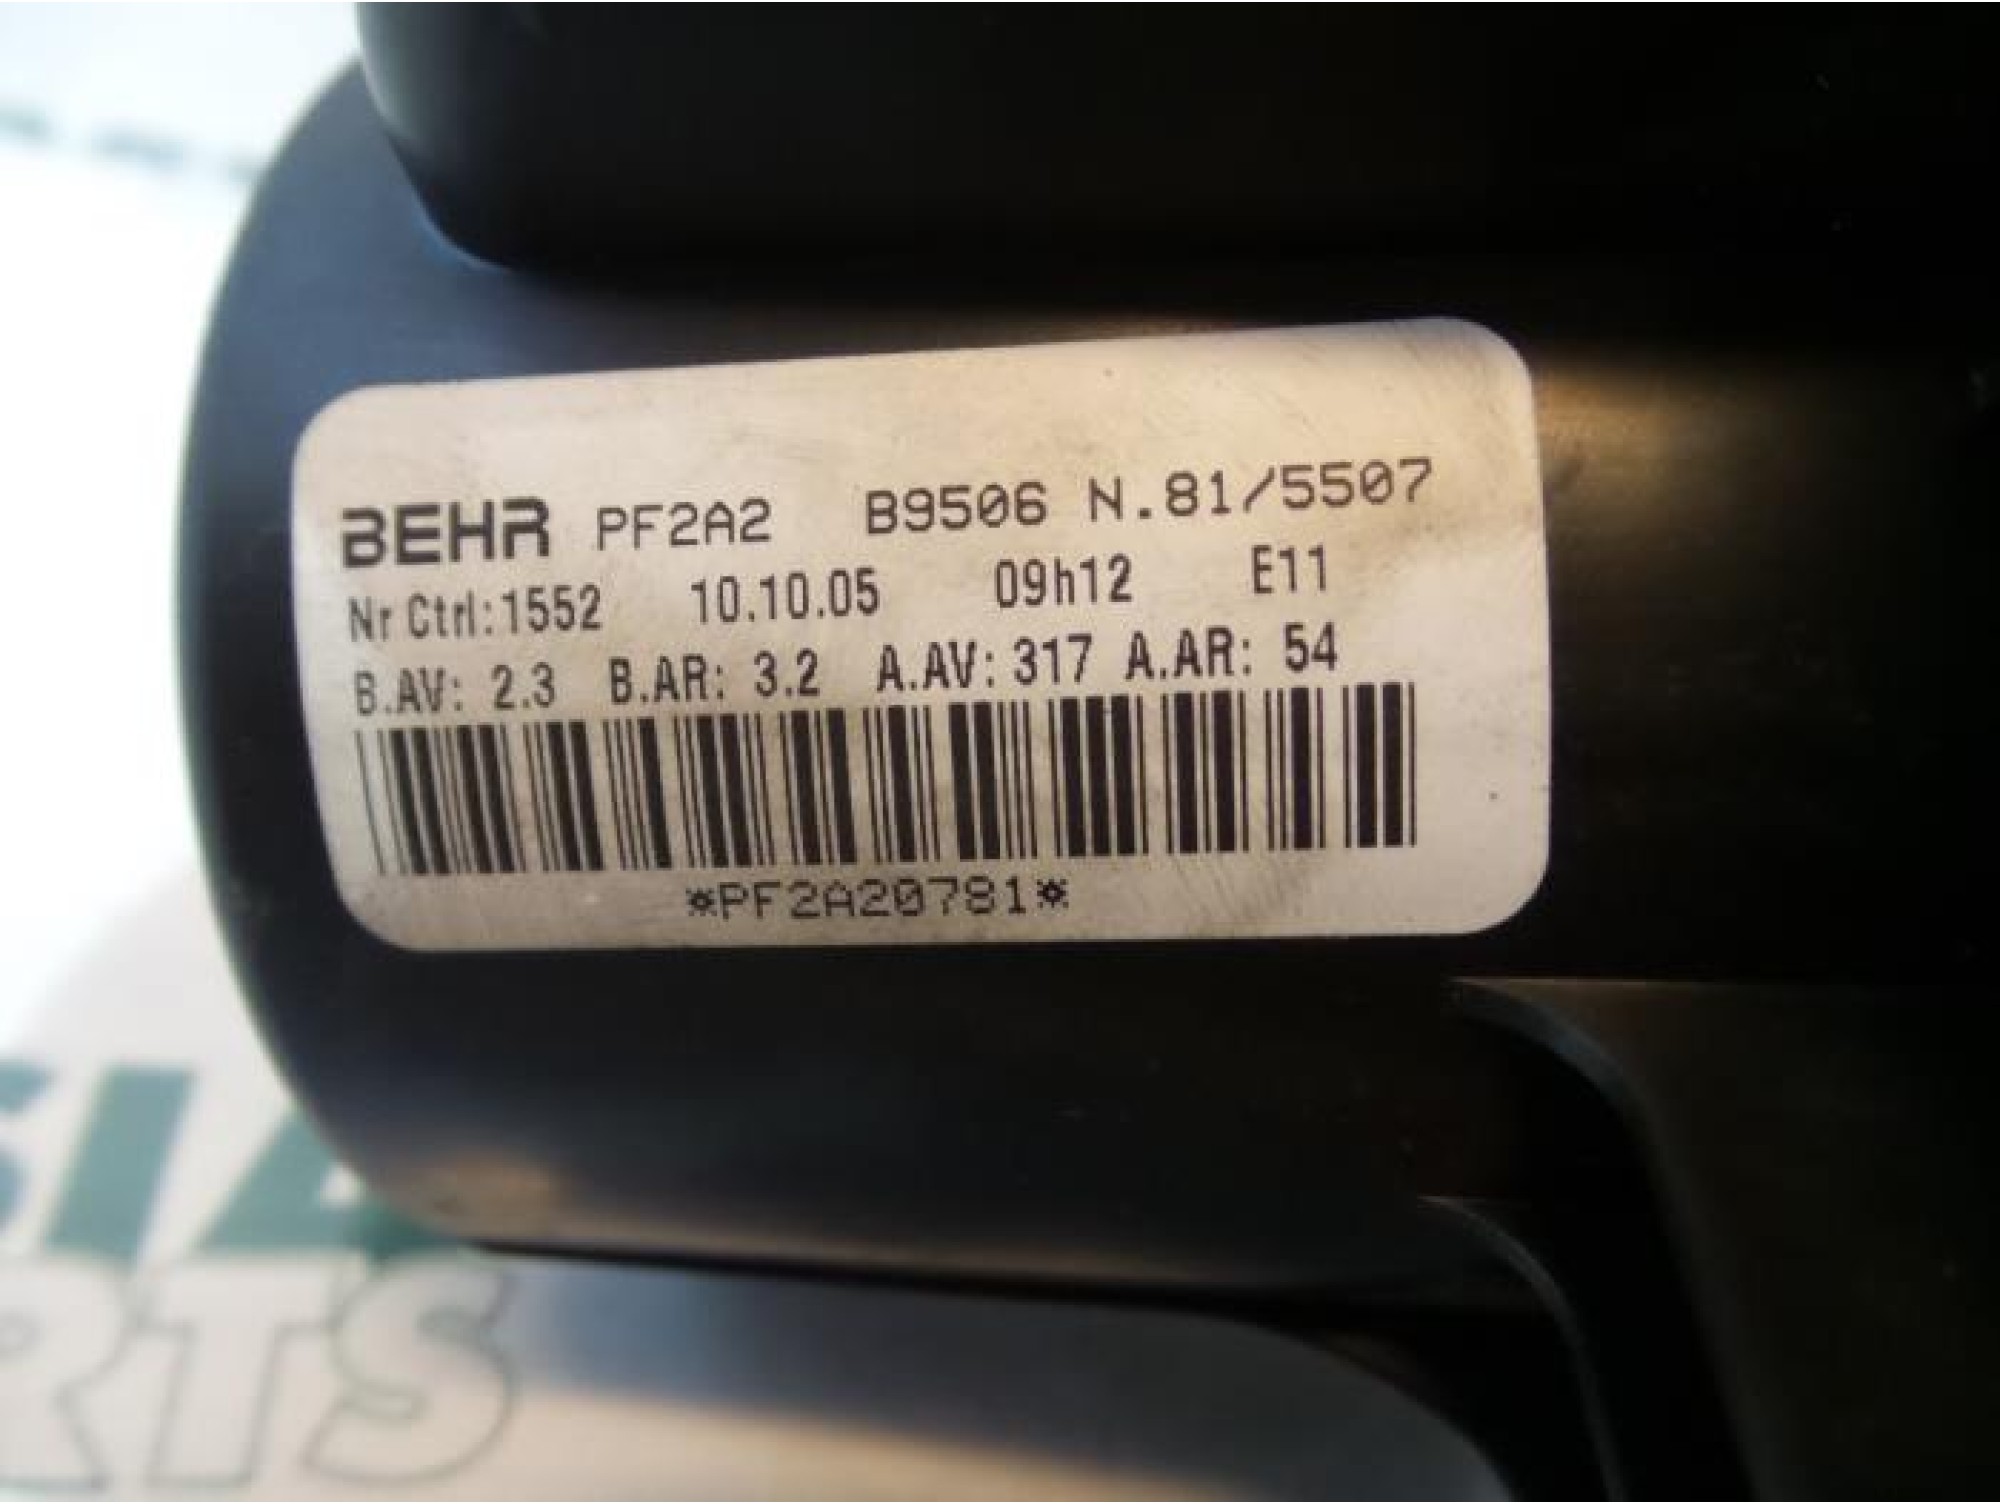 BEHR PF2A2 B9506 N.81/5507
Nr Ctrl:1552 10.10.05 09h12 E11
B.AV: 2.3 B.AR: 3.2 A.AV: 317 A.AR: 54
*PF2A20781*